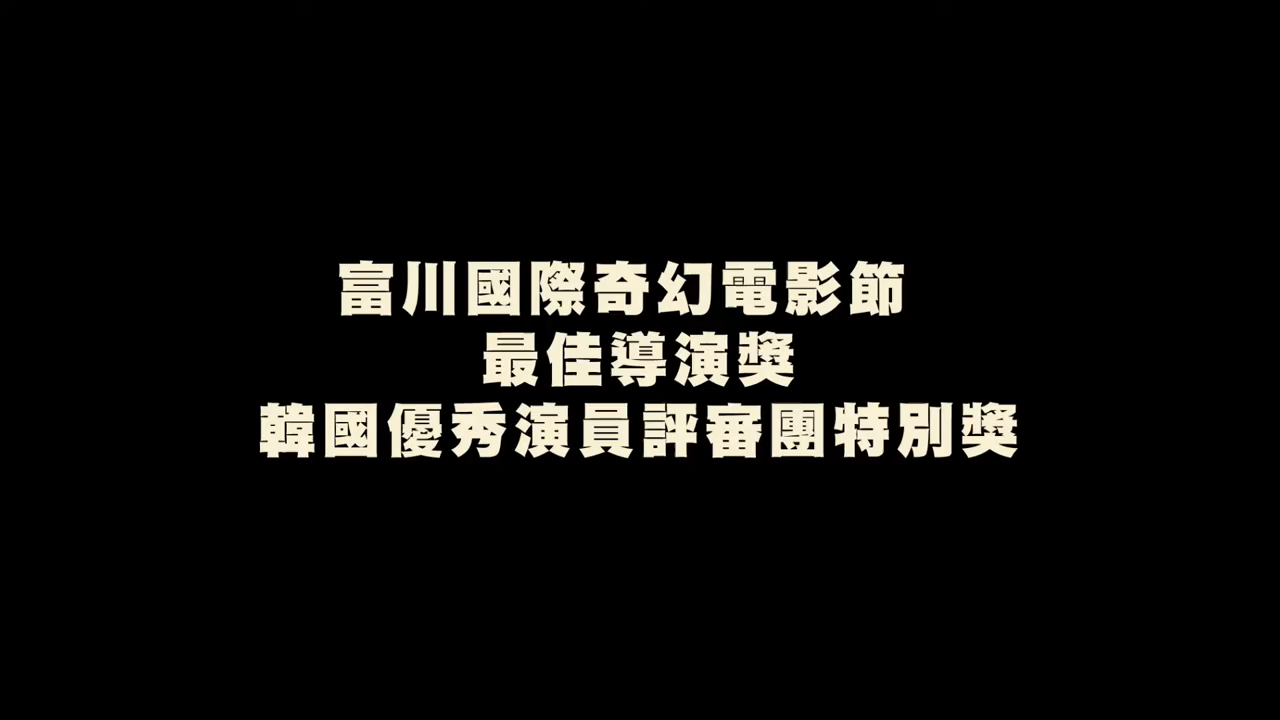 富川國際奇幻電影節
最佳導演獎
韓國優秀演員評審團特別獎